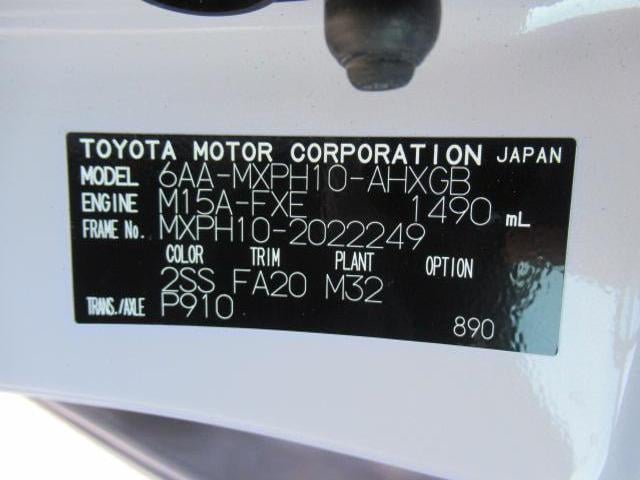 TOYOTA MOTOR CORPORATION JAPAN
MODEL 6AA-MXPH10-AHXGB
ENGINE M15A-FXE 1490 mL
FRAME No. MXPH10-2022249
COLOR TRIM PLANT OPTION
2SS FA20 M32
TRANS./AXLE P910
890